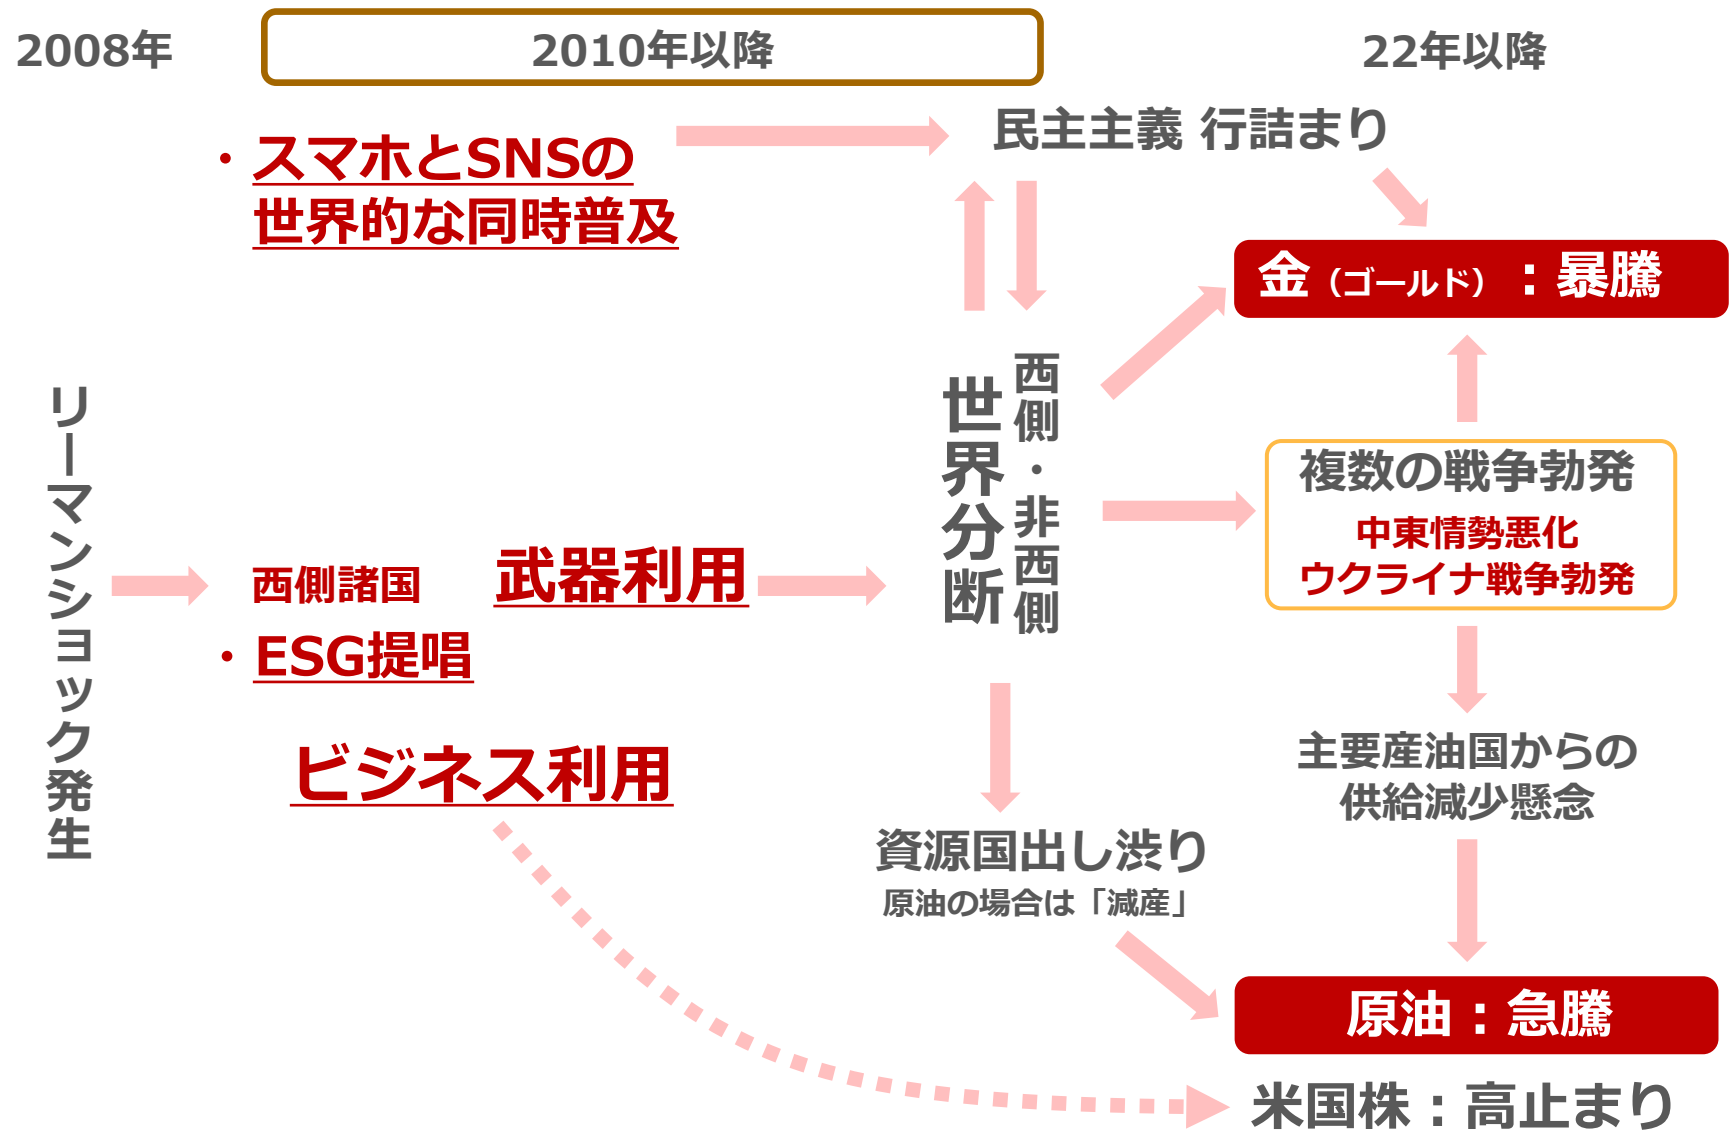 2008年
2010年以降
22年以降
リーマンショック発生
・スマホとSNSの
世界的な同時普及
西側諸国
武器利用
・ESG提唱
ビジネス利用
民主主義 行詰まり
世界分断
西側・非西側
資源国出し渋り
原油の場合は「減産」
金（ゴールド）：暴騰
複数の戦争勃発
中東情勢悪化
ウクライナ戦争勃発
主要産油国からの
供給減少懸念
原油：急騰
米国株：高止まり